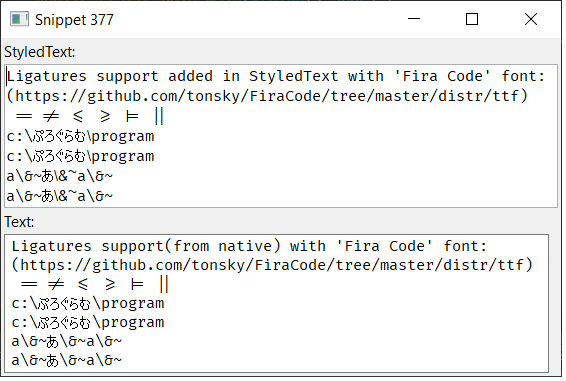 Snippet 377
StyledText:
Ligatures support added in StyledText with 'Fira Code' font:
(https://github.com/tonsky/FiraCode/tree/master/distr/ttf)
== != <= >= |= ||
c:\ぷろぐらむ\program
c:\ぷろぐらむ\program
a\&~あ\&~a\&~
a\&~あ\&~a\&~
Text:
Ligatures support(from native) with 'Fira Code' font:
(https://github.com/tonsky/FiraCode/tree/master/distr/ttf)
== != <= >= |= ||
c:\ぷろぐらむ\program
c:\ぷろぐらむ\program
a\&~あ\&~a\&~
a\&~あ\&~a\&~